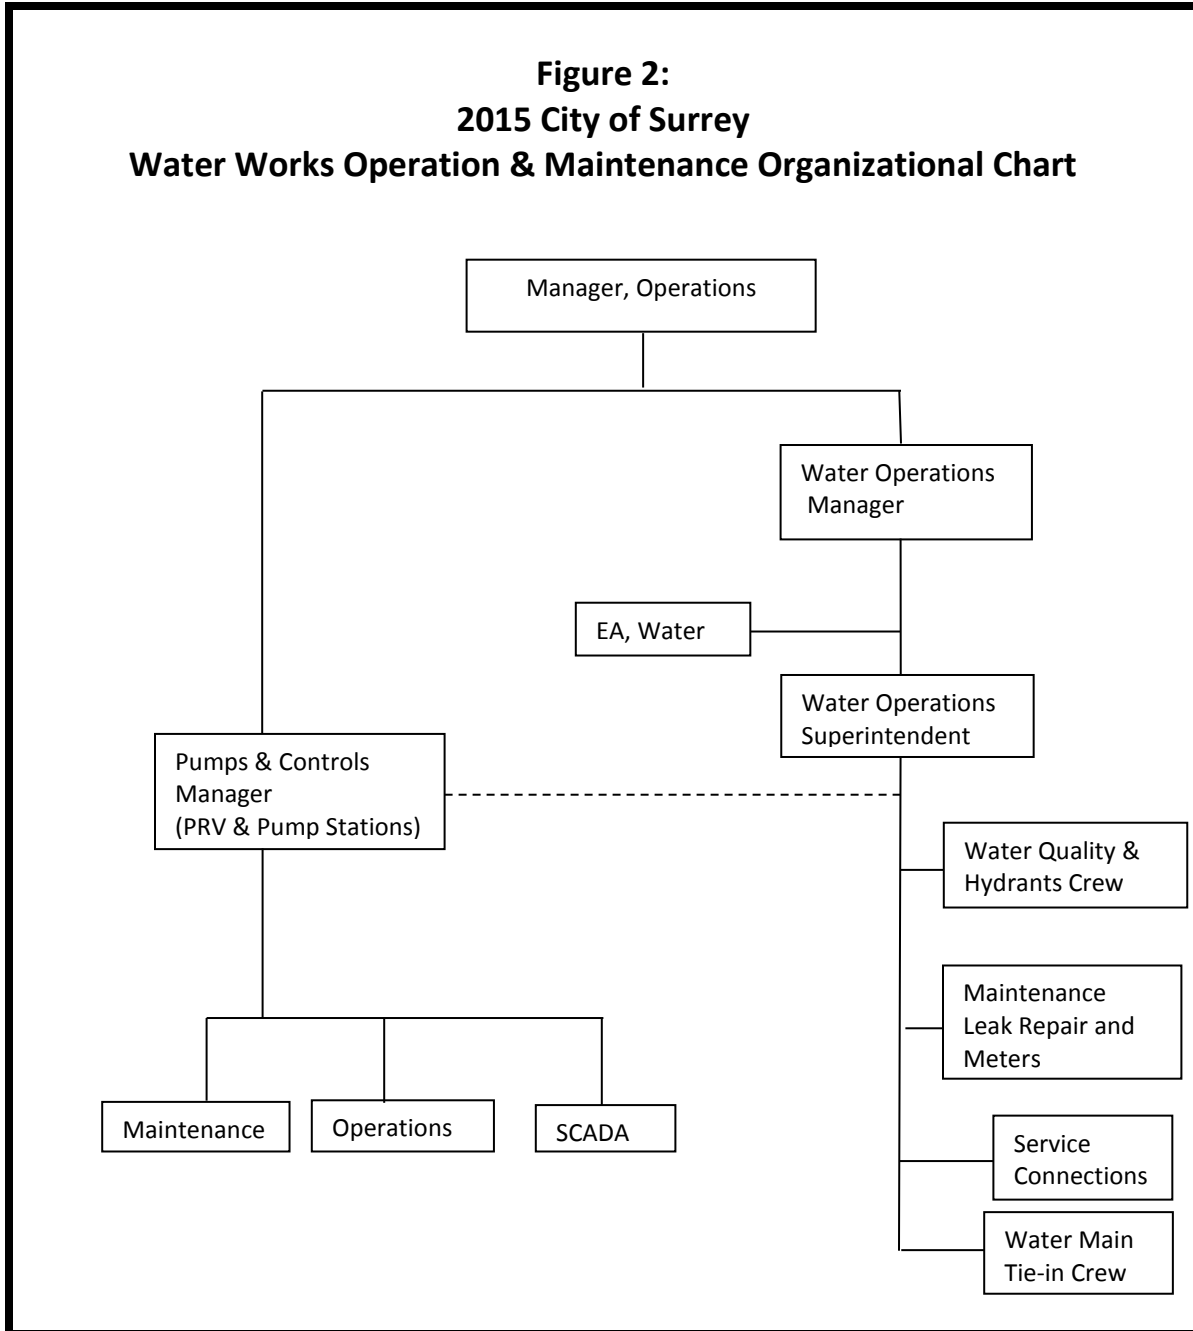 Figure 2:
2015 City of Surrey
Water Works Operation & Maintenance Organizational Chart
Manager, Operations
Water Operations
Manager
EA, Water
Water Operations
Superintendent
Pumps & Controls
Manager
(PRV & Pump Stations)
Water Quality &
Hydrants Crew
Maintenance
Leak Repair and
Meters
Maintenance
Operations
SCADA
Service
Connections
Water Main
Tie-in Crew